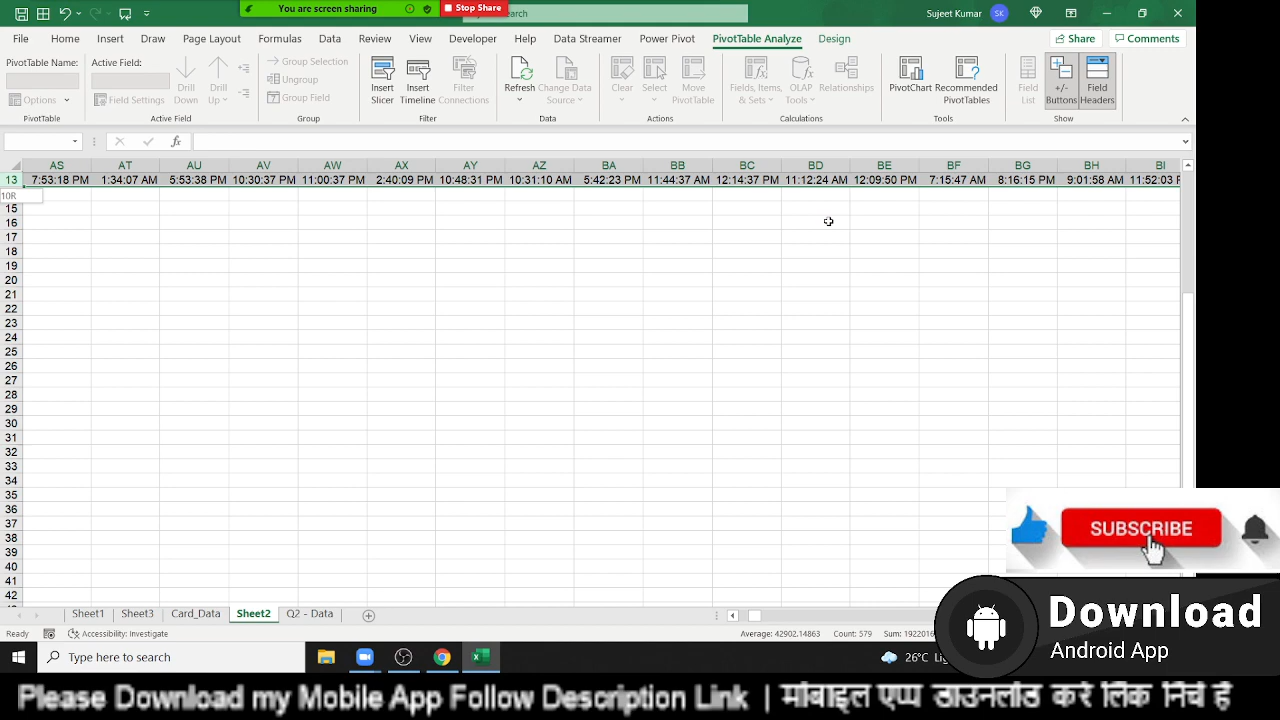 You are screen sharing Stop Share
Search
Sujeet Kumar SK
File Home Insert Draw Page Layout Formulas Data Review View Developer Help Data Streamer Power Pivot PivotTable Analyze Design Share Comments
PivotTable Name: Active Field: Drill Down Drill Up Group Selection Insert Slicer Insert Timeline Filter Connections Refresh Change Data Source Clear Select Move PivotTable Fields, Items, & Sets OLAP Tools Relationships PivotChart Recommended PivotTables Field List +/- Buttons Field Headers
Ungroup
Options Field Settings Group Field
PivotTable Active Field Group Filter Data Actions Calculations Tools Show
fx
AS AT AU AV AW AX AY AZ BA BB BC BD BE BF BG BH BI
13 7:53:18 PM 1:34:07 AM 5:53:38 PM 10:30:37 PM 11:00:37 PM 2:40:09 PM 10:48:31 PM 10:31:10 AM 5:42:23 PM 11:44:37 AM 12:14:37 PM 11:12:24 AM 12:09:50 PM 7:15:47 AM 8:16:15 PM 9:01:58 AM 11:52:03 P
10R
15
16
17
18
19
20
21
22
23
24
25
26
27
28
29
30
31
32
33
34
35
36
37
38
39
40
41
42
SUBSCRIBE
Sheet1 Sheet3 Card_Data Sheet2 Q2 - Data
Ready Accessibility: Investigate Average: 42902.14863 Count: 579 Sum: 1922016
Download
Android App
Type here to search 26°C
Please Download my Mobile App Follow Description Link | मोबाइल एप्प डाउनलोड करे लिंक निचे हे